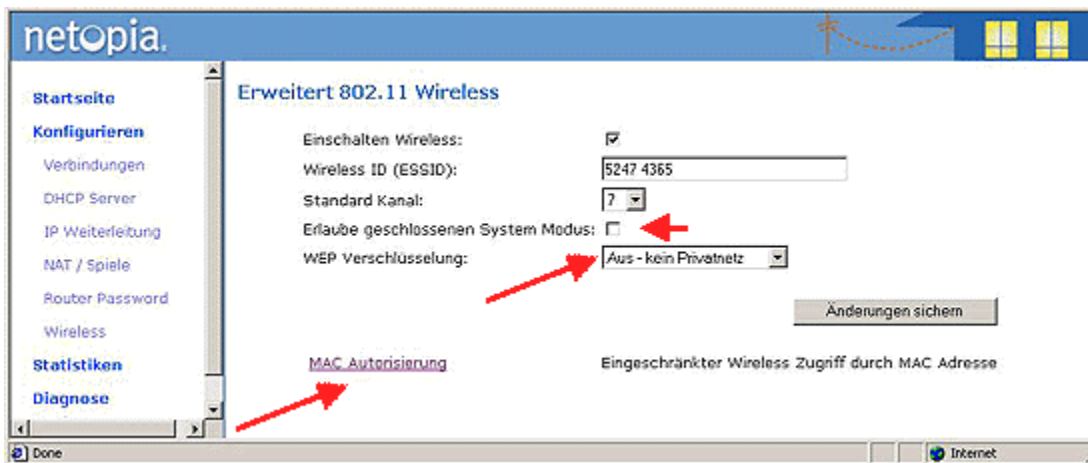 netopia.
Startseite
Konfigurieren
Verbindungen
DHCP Server
IP Weiterleitung
NAT / Spiele
Router Password
Wireless
Statistiken
Diagnose
Erweitert 802.11 Wireless
Einschalten Wireless:
Wireless ID (ESSID): 5247 4365
Standard Kanal: 7
Erlaube geschlossenen System Modus:
WEP Verschlüsselung: Aus - kein Privatnetz
Änderungen sichern
MAC Autorisierung Eingeschränkter Wireless Zugriff durch MAC Adresse
Done Internet